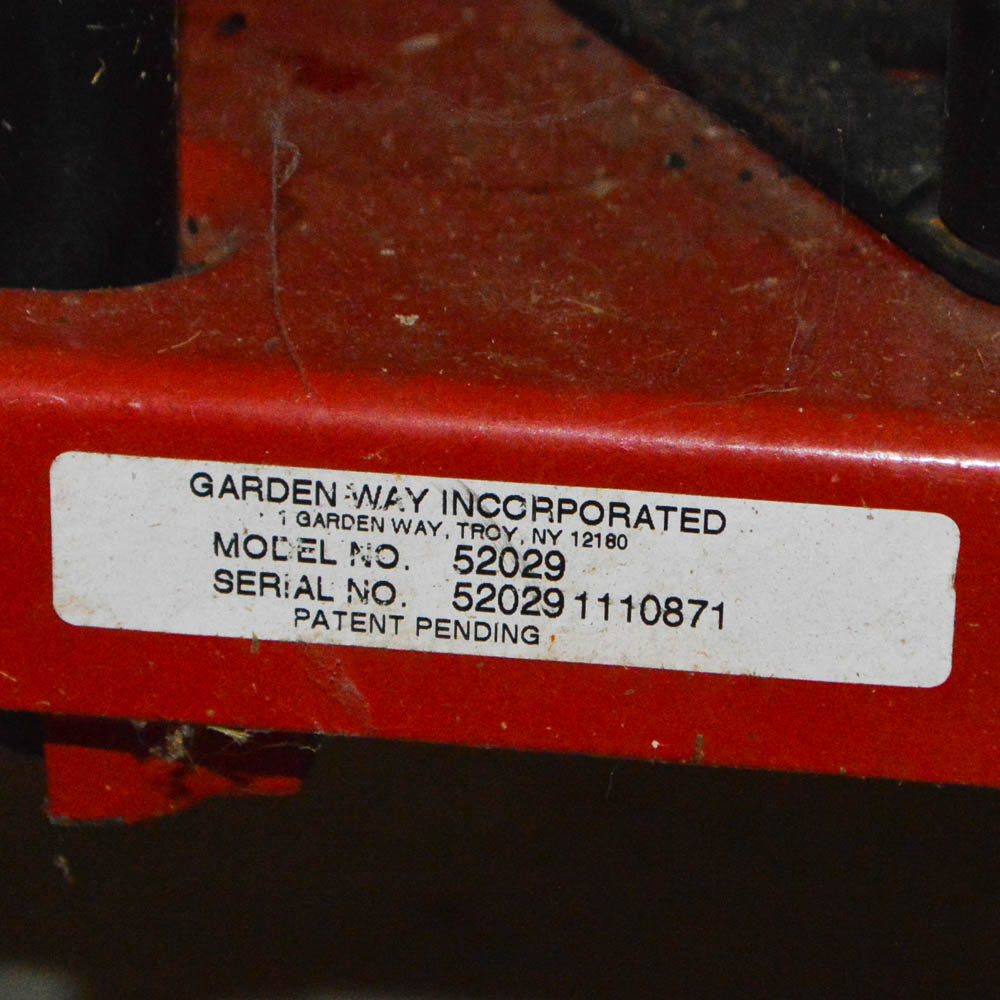 GARDEN WAY INCORPORATED
1 GARDEN WAY, TROY, NY 12180
MODEL NO. 52029
SERIAL NO. 52029 1110871
PATENT PENDING